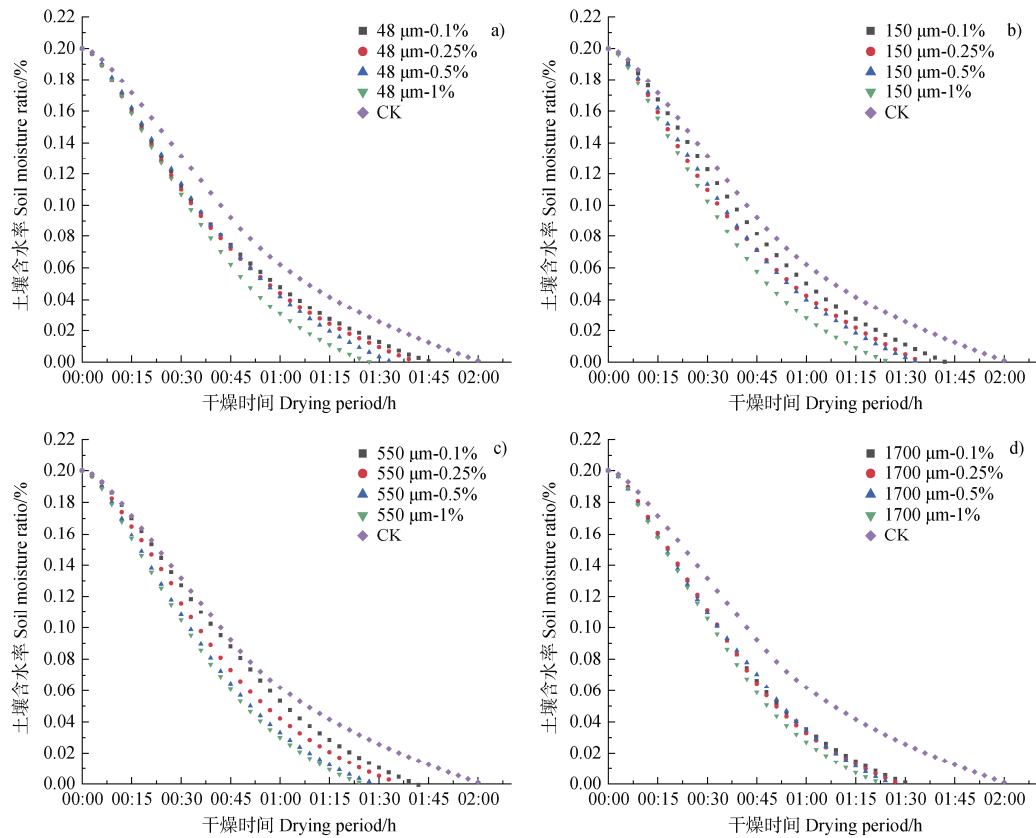 a)
48 μm-0.1%
48 μm-0.25%
48 μm-0.5%
48 μm-1%
CK
土壤含水率 Soil moisture ratio/%
0.22
0.20
0.18
0.16
0.14
0.12
0.10
0.08
0.06
0.04
0.02
0.00
00:00 00:15 00:30 00:45 01:00 01:15 01:30 01:45 02:00
干燥时间 Drying period/h
b)
150 μm-0.1%
150 μm-0.25%
150 μm-0.5%
150 μm-1%
CK
土壤含水率 Soil moisture ratio/%
0.22
0.20
0.18
0.16
0.14
0.12
0.10
0.08
0.06
0.04
0.02
0.00
00:00 00:15 00:30 00:45 01:00 01:15 01:30 01:45 02:00
干燥时间 Drying period/h
c)
550 μm-0.1%
550 μm-0.25%
550 μm-0.5%
550 μm-1%
CK
土壤含水率 Soil moisture ratio/%
0.22
0.20
0.18
0.16
0.14
0.12
0.10
0.08
0.06
0.04
0.02
0.00
00:00 00:15 00:30 00:45 01:00 01:15 01:30 01:45 02:00
干燥时间 Drying period/h
d)
1700 μm-0.1%
1700 μm-0.25%
1700 μm-0.5%
1700 μm-1%
CK
土壤含水率 Soil moisture ratio/%
0.22
0.20
0.18
0.16
0.14
0.12
0.10
0.08
0.06
0.04
0.02
0.00
00:00 00:15 00:30 00:45 01:00 01:15 01:30 01:45 02:00
干燥时间 Drying period/h